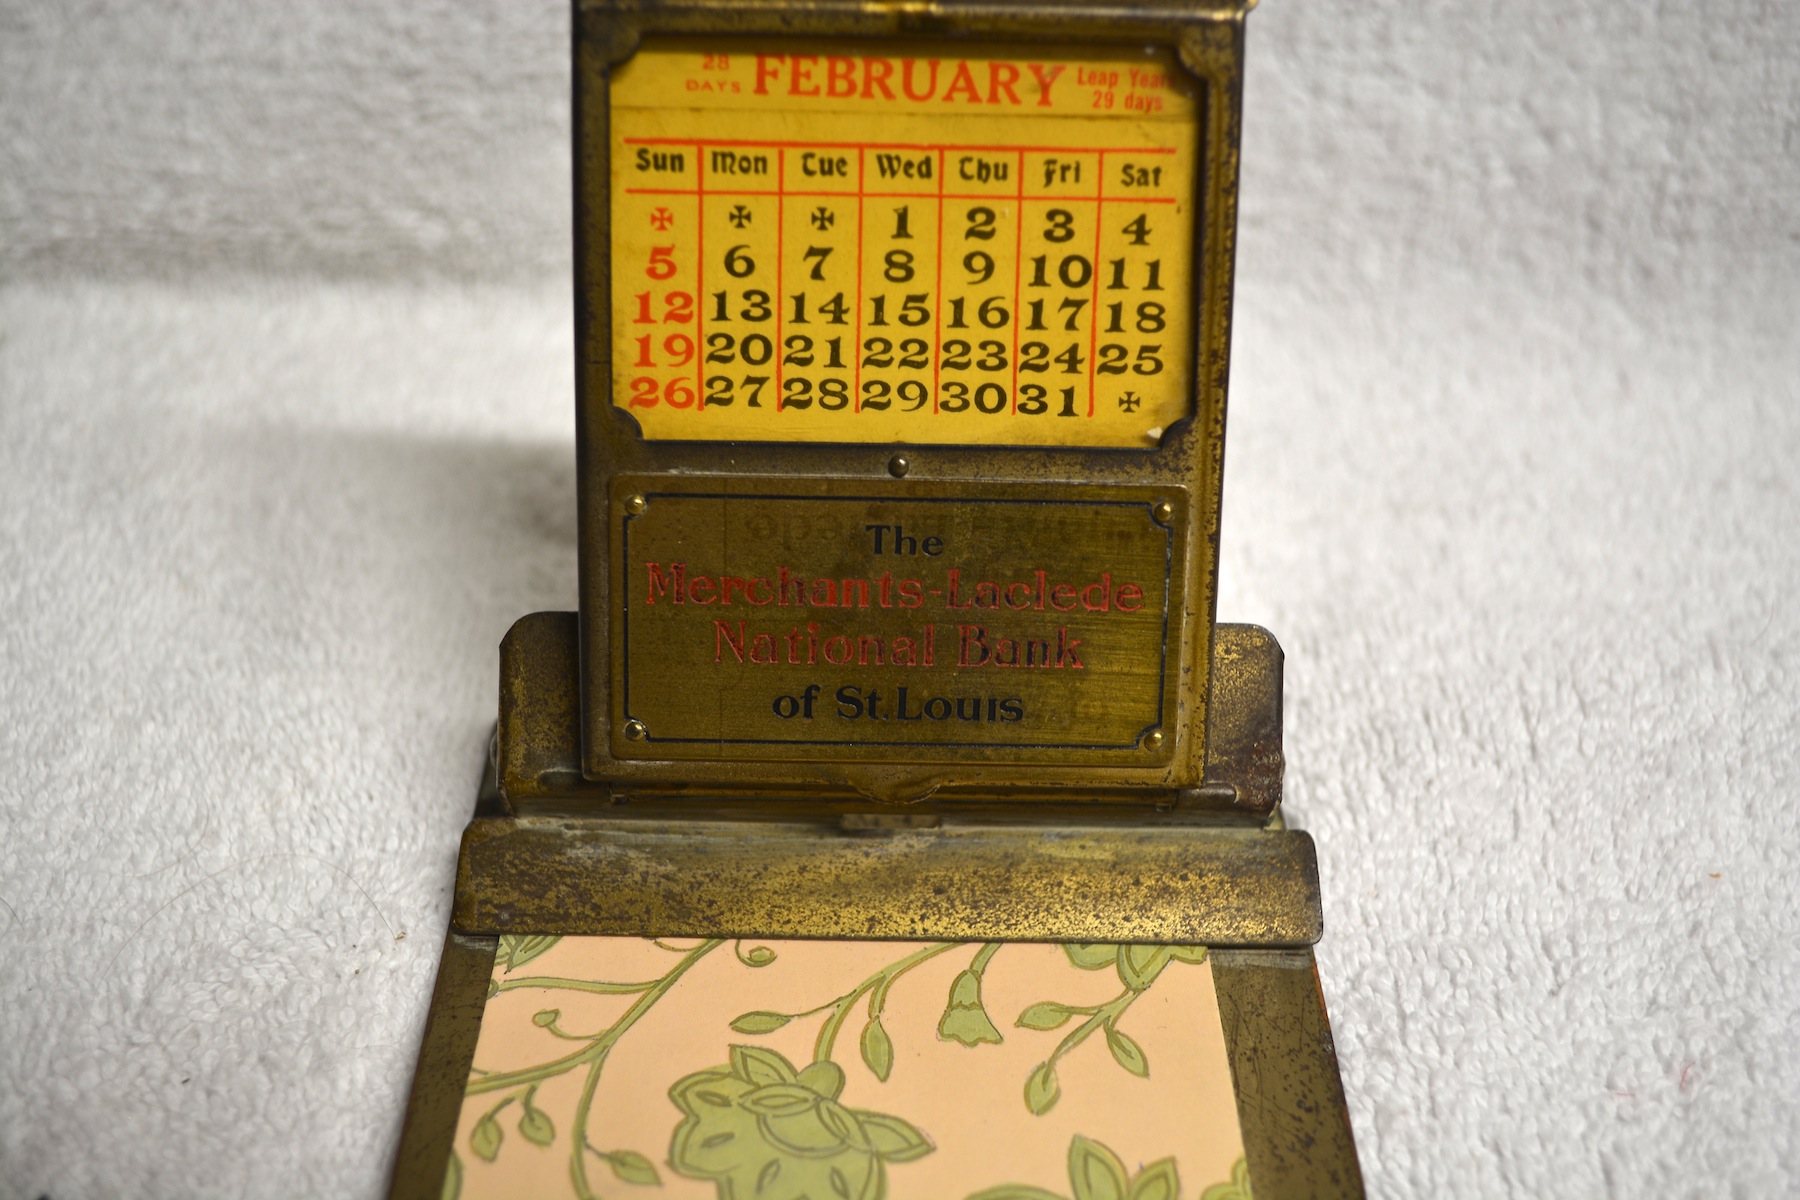 28 DAYS FEBRUARY Leap Year 29 days
Sun Mon Tue Wed Thu Fri Sat
✠ ✠ ✠ 1 2 3 4
5 6 7 8 9 10 11
12 13 14 15 16 17 18
19 20 21 22 23 24 25
26 27 28 29 30 31 ✠
The
Merchants-Laclede
National Bank
of St. Louis